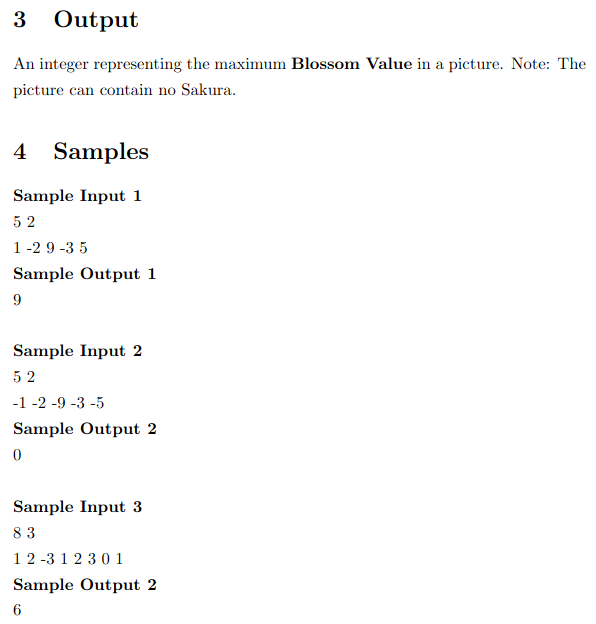 3 Output
An integer representing the maximum Blossom Value in a picture. Note: The
picture can contain no Sakura.
4 Samples
Sample Input 1
5 2
1 -2 9 -3 5
Sample Output 1
9
Sample Input 2
5 2
-1 -2 -9 -3 -5
Sample Output 2
0
Sample Input 3
8 3
1 2 -3 1 2 3 0 1
Sample Output 2
6